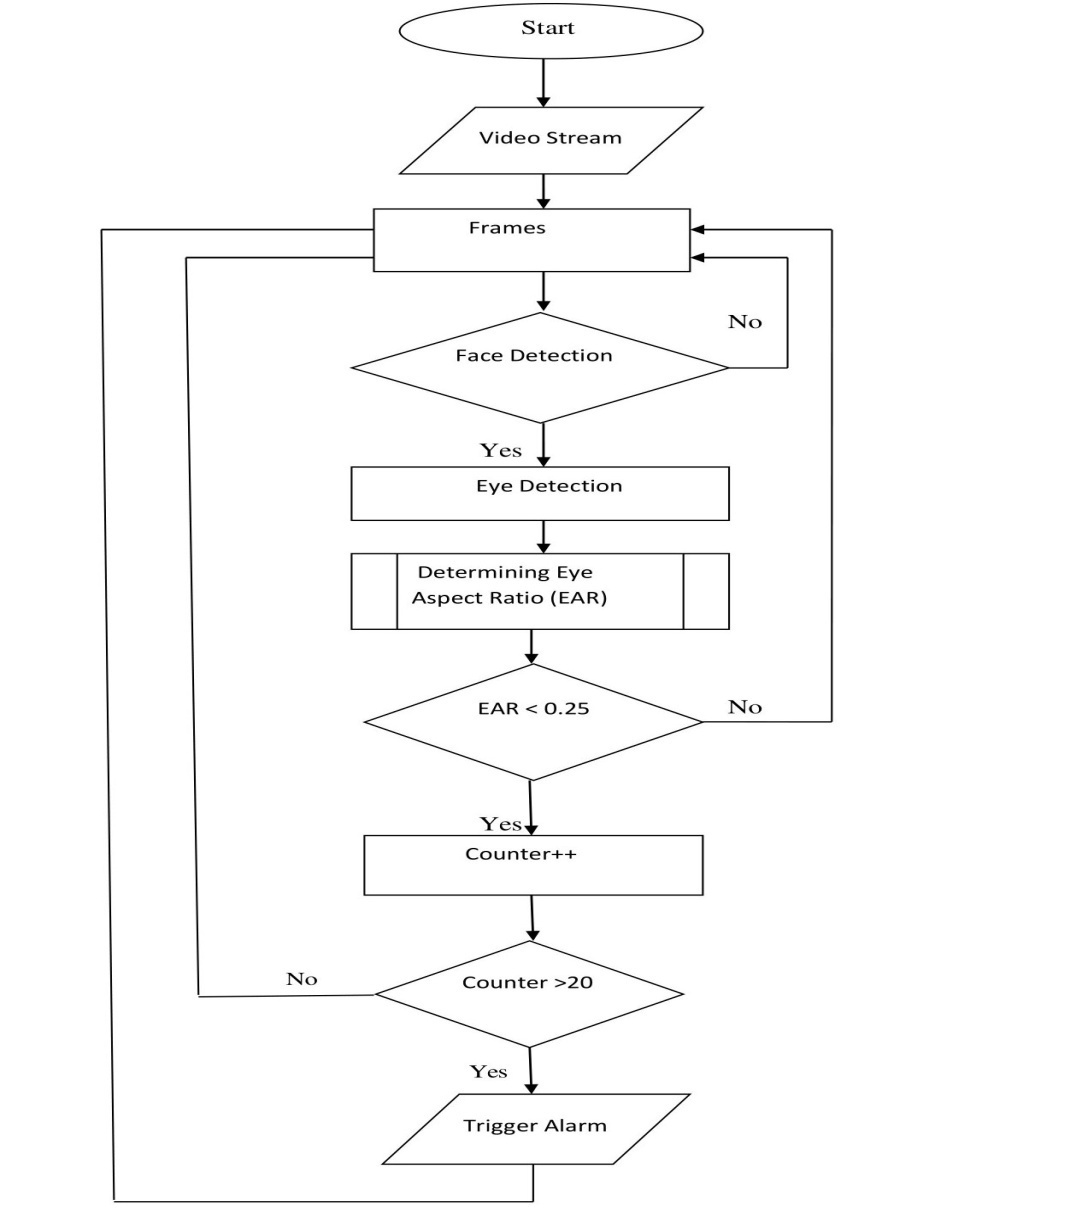 Start
Video Stream
Frames
No
Face Detection
Yes
Eye Detection
Determining Eye
Aspect Ratio (EAR)
EAR < 0.25
No
Yes
Counter++
Counter >20
No
Yes
Trigger Alarm